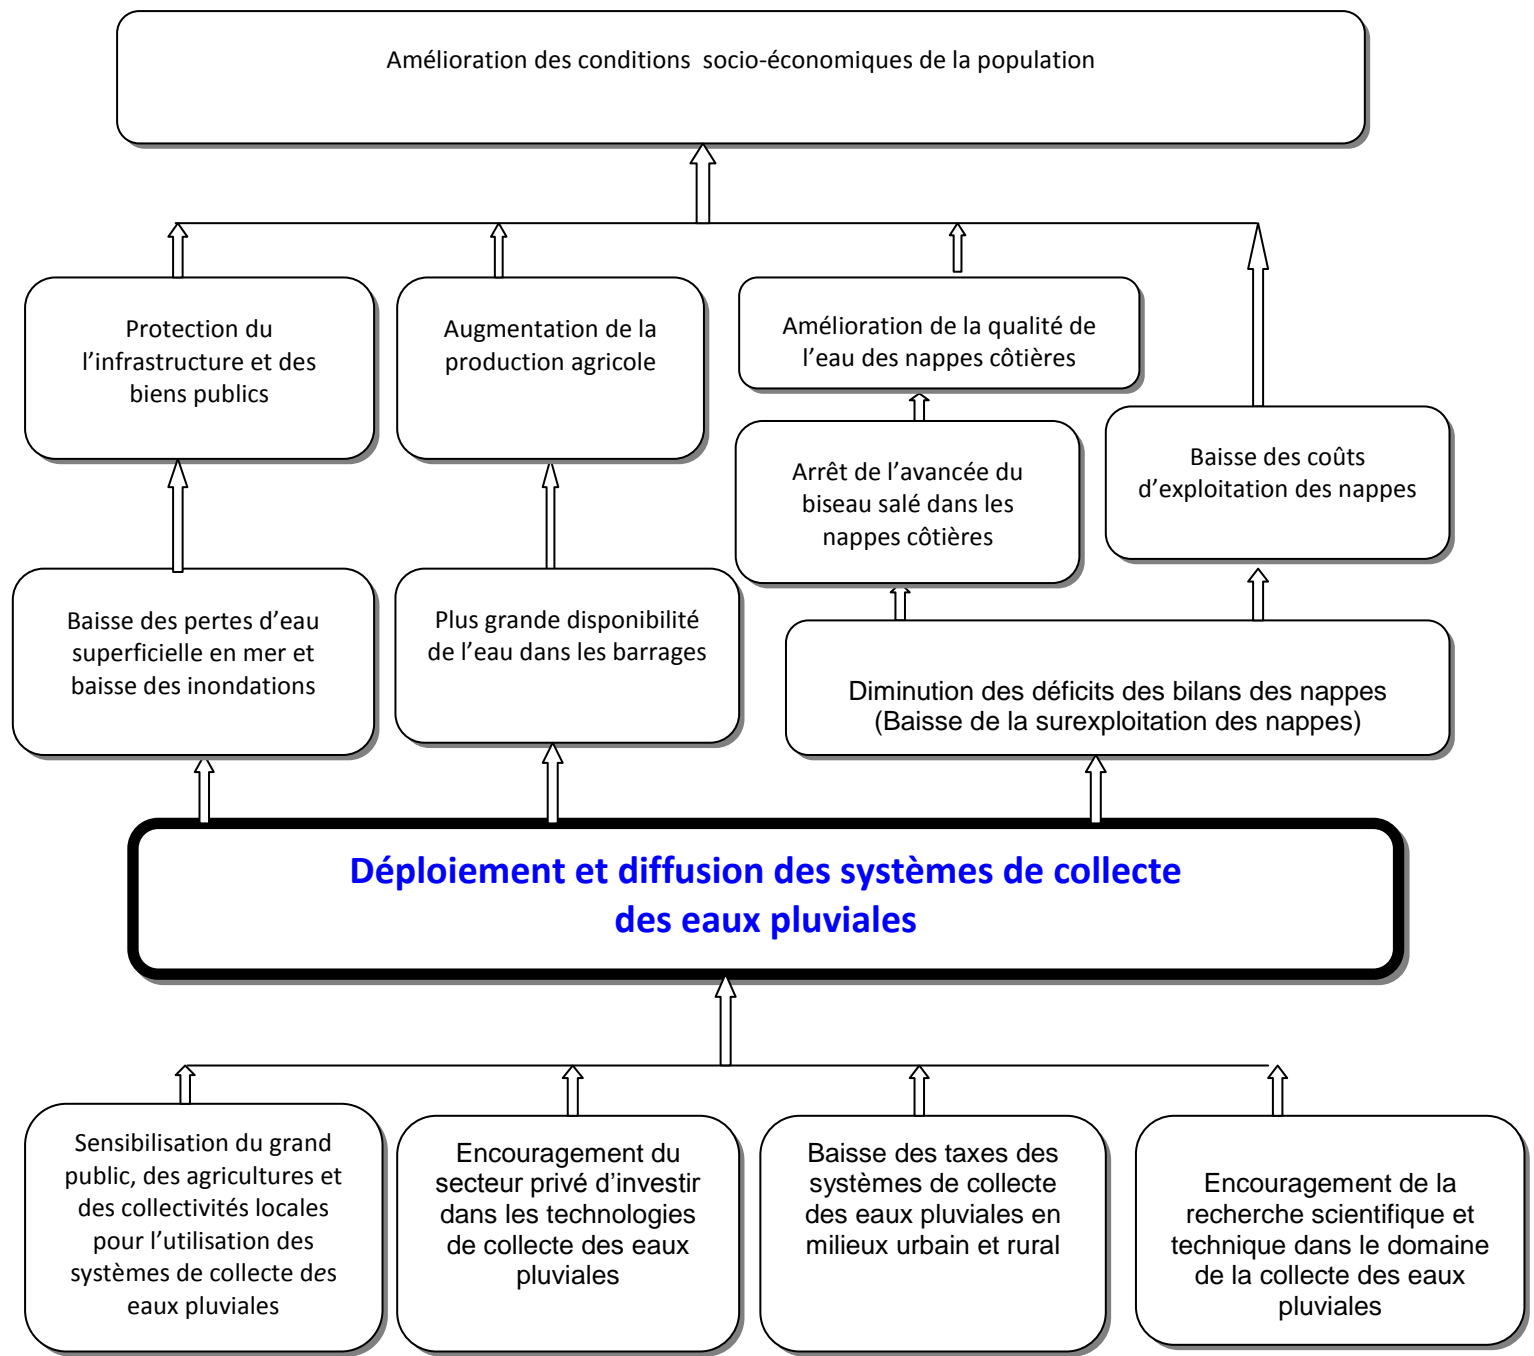 Amélioration des conditions  socio-économiques de la population
Protection du
l’infrastructure et des
biens publics
Augmentation de la
production agricole
Amélioration de la qualité de
l’eau des nappes côtières
Arrêt de l’avancée du
biseau salé dans les
nappes côtières
Baisse des coûts
d’exploitation des nappes
Baisse des pertes d’eau
superficielle en mer et
baisse des inondations
Plus grande disponibilité
de l’eau dans les barrages
Diminution des déficits des bilans des nappes
(Baisse de la surexploitation des nappes)
Déploiement et diffusion des systèmes de collecte
des eaux pluviales
Sensibilisation du grand
public, des agricultures et
des collectivités locales
pour l’utilisation des
systèmes de collecte des
eaux pluviales
Encouragement du
secteur privé d’investir
dans les technologies
de collecte des eaux
pluviales
Baisse des taxes des
systèmes de collecte
des eaux pluviales en
milieux urbain et rural
Encouragement de la
recherche scientifique et
technique dans le domaine
de la collecte des eaux
pluviales